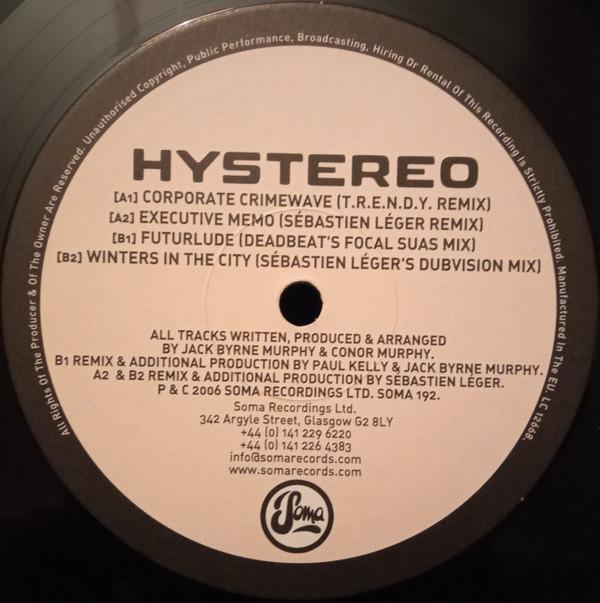 All Rights Of The Producer & Of The Owner Are Reserved. Unauthorised Copyright, Public Performance, Broadcasting, Hiring Or Rental Of This Recording Is Strictly Prohibited. Manufactured In The EU. LC 12668.
HYSTEREO
[A1] CORPORATE CRIMEWAVE (T.R.E.N.D.Y. REMIX)
[A2] EXECUTIVE MEMO (SÉBASTIEN LÉGER REMIX)
[B1] FUTURLUDE (DEADBEAT'S FOCAL SUAS MIX)
[B2] WINTERS IN THE CITY (SÉBASTIEN LÉGER'S DUBVISION MIX)
ALL TRACKS WRITTEN, PRODUCED & ARRANGED
BY JACK BYRNE MURPHY & CONOR MURPHY.
B1 REMIX & ADDITIONAL PRODUCTION BY PAUL KELLY & JACK BYRNE MURPHY.
A2 & B2 REMIX & ADDITIONAL PRODUCTION BY SÉBASTIEN LÉGER.
P & C 2006 SOMA RECORDINGS LTD. SOMA 192.
Soma Recordings Ltd.
342 Argyle Street, Glasgow G2 8LY
+44 (0) 141 229 6220
+44 (0) 141 226 4383
info@somarecords.com
www.somarecords.com
Soma